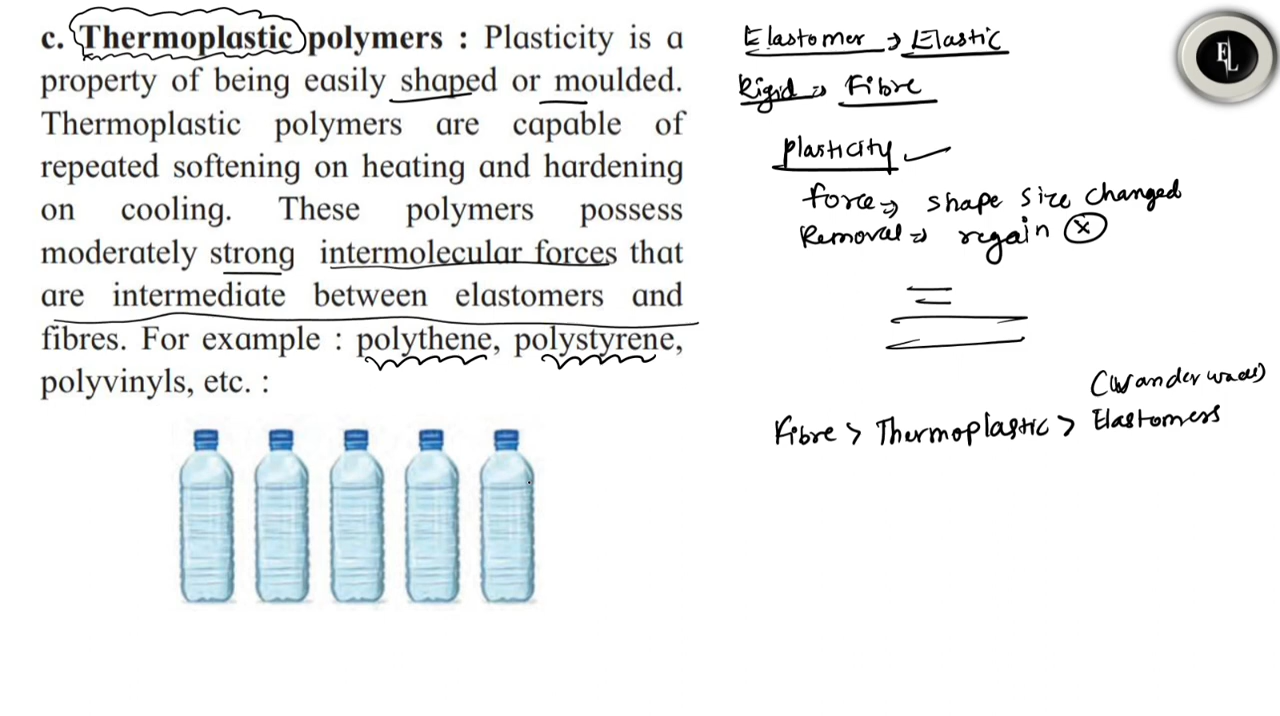 c. Thermoplastic polymers : Plasticity is a
property of being easily shaped or moulded.
Thermoplastic polymers are capable of
repeated softening on heating and hardening
on cooling. These polymers possess
moderately strong intermolecular forces that
are intermediate between elastomers and
fibres. For example : polythene, polystyrene,
polyvinyls, etc. :
Elastomer → Elastic
Rigid ⇒ Fibre
Plasticity ✓
force ⇒ shape size changed
Removal ⇒ regain ⓧ
(Wander waals)
Fibre > Thermoplastic > Elastomers
EL